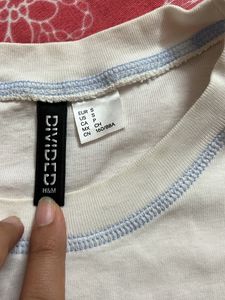 DIVIDED
H&M
EUR S
US S
CA P
MX CH
CN 160/88A